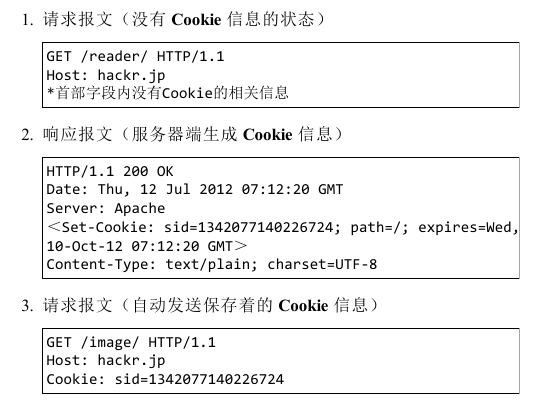 1. 请求报文（没有 Cookie 信息的状态）
GET /reader/ HTTP/1.1
Host: hackr.jp
*首部字段内没有Cookie的相关信息
2. 响应报文（服务器端生成 Cookie 信息）
HTTP/1.1 200 OK
Date: Thu, 12 Jul 2012 07:12:20 GMT
Server: Apache
＜Set-Cookie: sid=1342077140226724; path=/; expires=Wed,
10-Oct-12 07:12:20 GMT＞
Content-Type: text/plain; charset=UTF-8
3. 请求报文（自动发送保存着的 Cookie 信息）
GET /image/ HTTP/1.1
Host: hackr.jp
Cookie: sid=1342077140226724